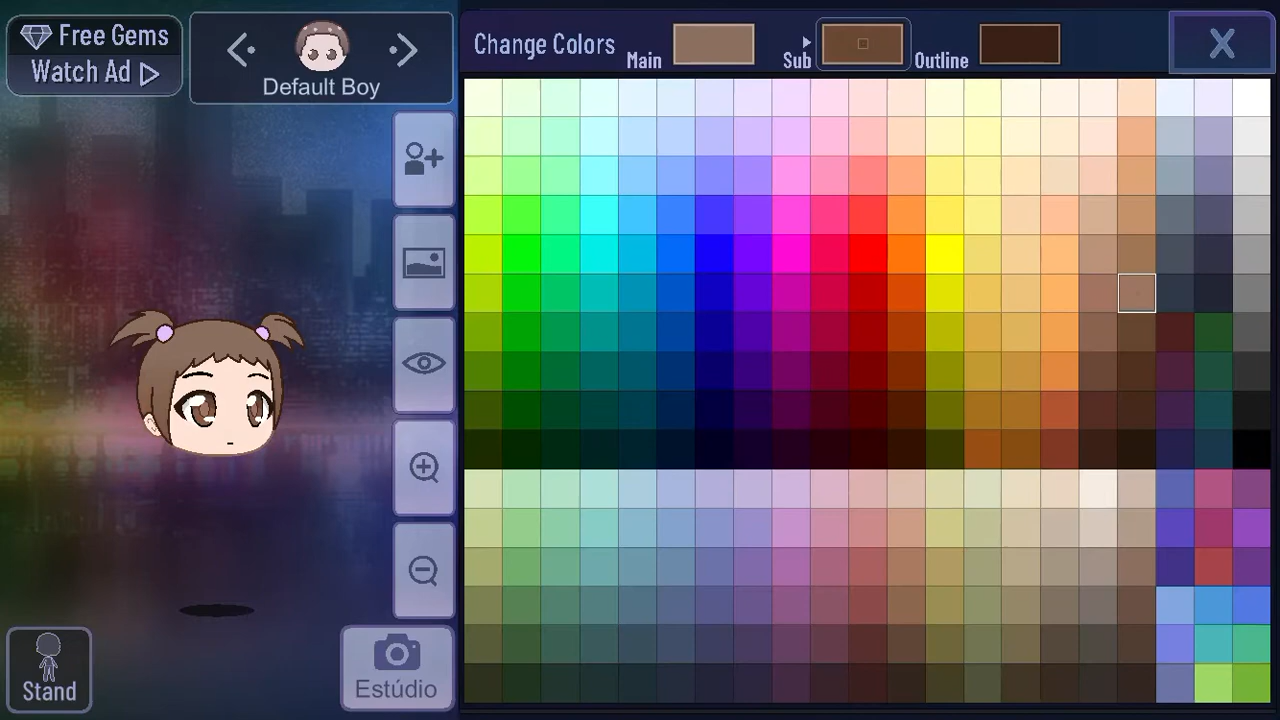 Free Gems
Watch Ad
Default Boy
Change Colors
Main
Sub
Outline
X
Stand
Estúdio